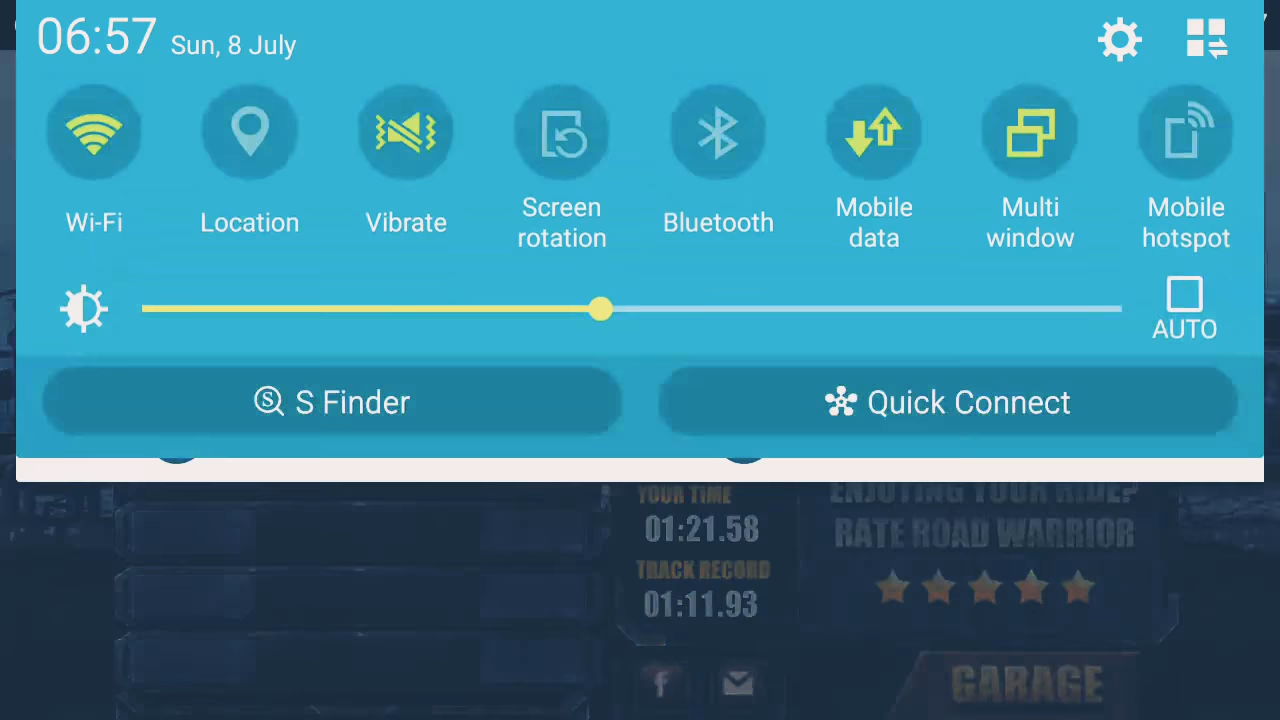 06:57 Sun, 8 July
Wi-Fi
Location
Vibrate
Screen
rotation
Bluetooth
Mobile
data
Multi
window
Mobile
hotspot
AUTO
S Finder
Quick Connect
YOUR TIME
01:21.58
TRACK RECORD
01:11.93
ENJOYING YOUR RIDE?
RATE ROAD WARRIOR
GARAGE